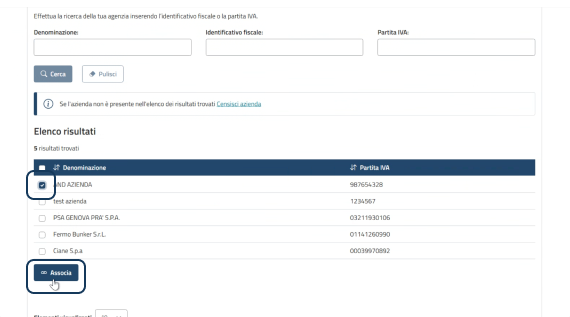 Effettua la ricerca della tua agenzia inserendo l'identificativo fiscale o la partita IVA.
Denominazione: Identificativo fiscale: Partita IVA:
Cerca Pulisci
Se l'azienda non è presente nell'elenco dei risultati trovati Censisci azienda
Elenco risultati
5 risultati trovati
Denominazione Partita IVA
AND AZIENDA 987654328
test azienda 1234567
PSA GENOVA PRA' S.P.A. 03211930106
Fermo Bunker S.r.L. 01141260990
Ciane S.p.a 00039970892
Associa